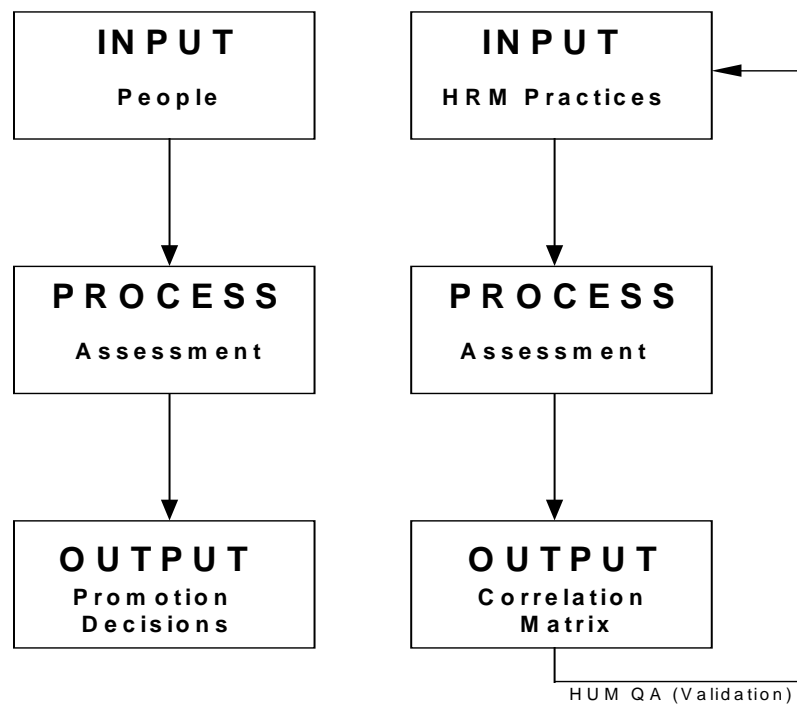 INPUT
People
PROCESS
Assessment
OUTPUT
Promotion
Decisions
INPUT
HRM Practices
PROCESS
Assessment
OUTPUT
Correlation
Matrix
HUM QA (Validation)